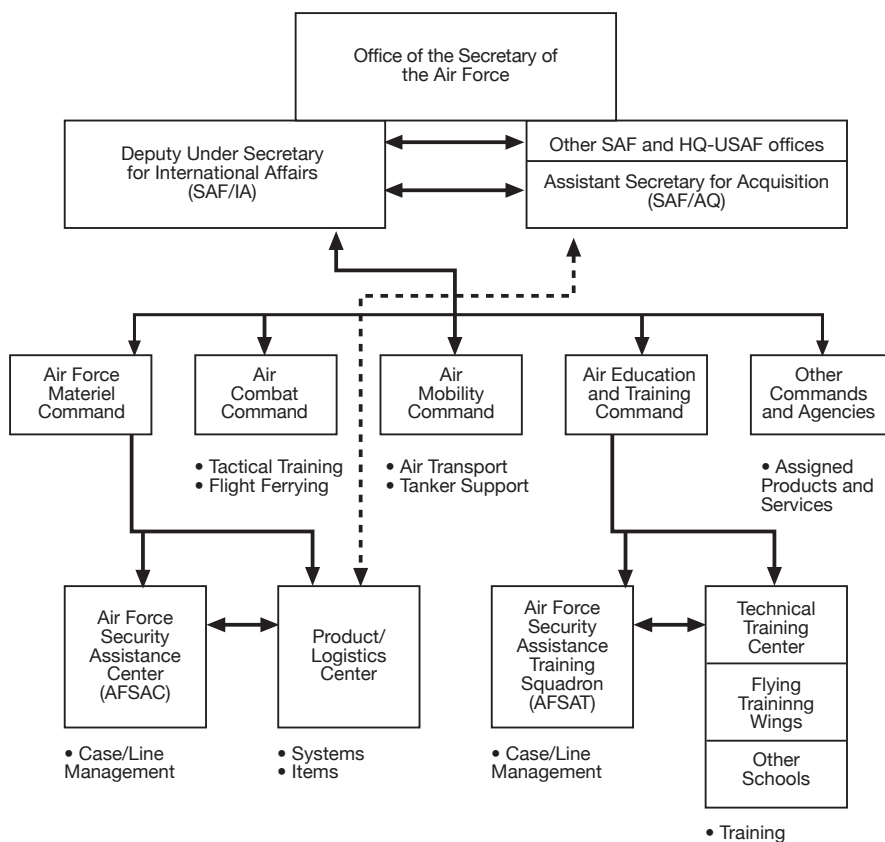 Office of the Secretary of
the Air Force
Deputy Under Secretary
for International Affairs
(SAF/IA)
Other SAF and HQ-USAF offices
Assistant Secretary for Acquisition
(SAF/AQ)
Air Force
Materiel
Command
Air
Combat
Command
Air
Mobility
Command
Air Education
and Training
Command
Other
Commands
and Agencies
• Tactical Training
• Flight Ferrying
• Air Transport
• Tanker Support
• Assigned
Products and
Services
Air Force
Security
Assistance
Center
(AFSAC)
Product/
Logistics
Center
Air Force
Security
Assistance
Training
Squadron
(AFSAT)
Technical
Training
Center
Flying
Traininng
Wings
Other
Schools
• Case/Line
Management
• Systems
• Items
• Case/Line
Management
• Training